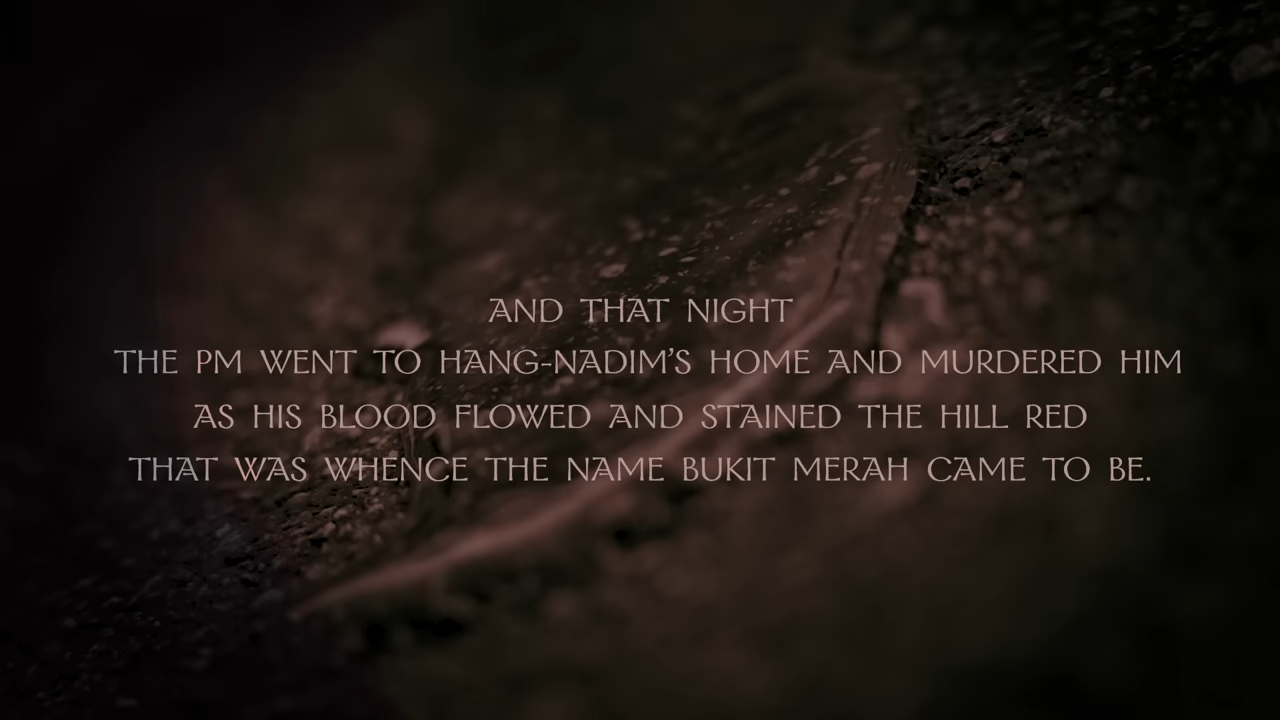 AND THAT NIGHT
THE PM WENT TO HANG-NADIM'S HOME AND MURDERED HIM
AS HIS BLOOD FLOWED AND STAINED THE HILL RED
THAT WAS WHENCE THE NAME BUKIT MERAH CAME TO BE.